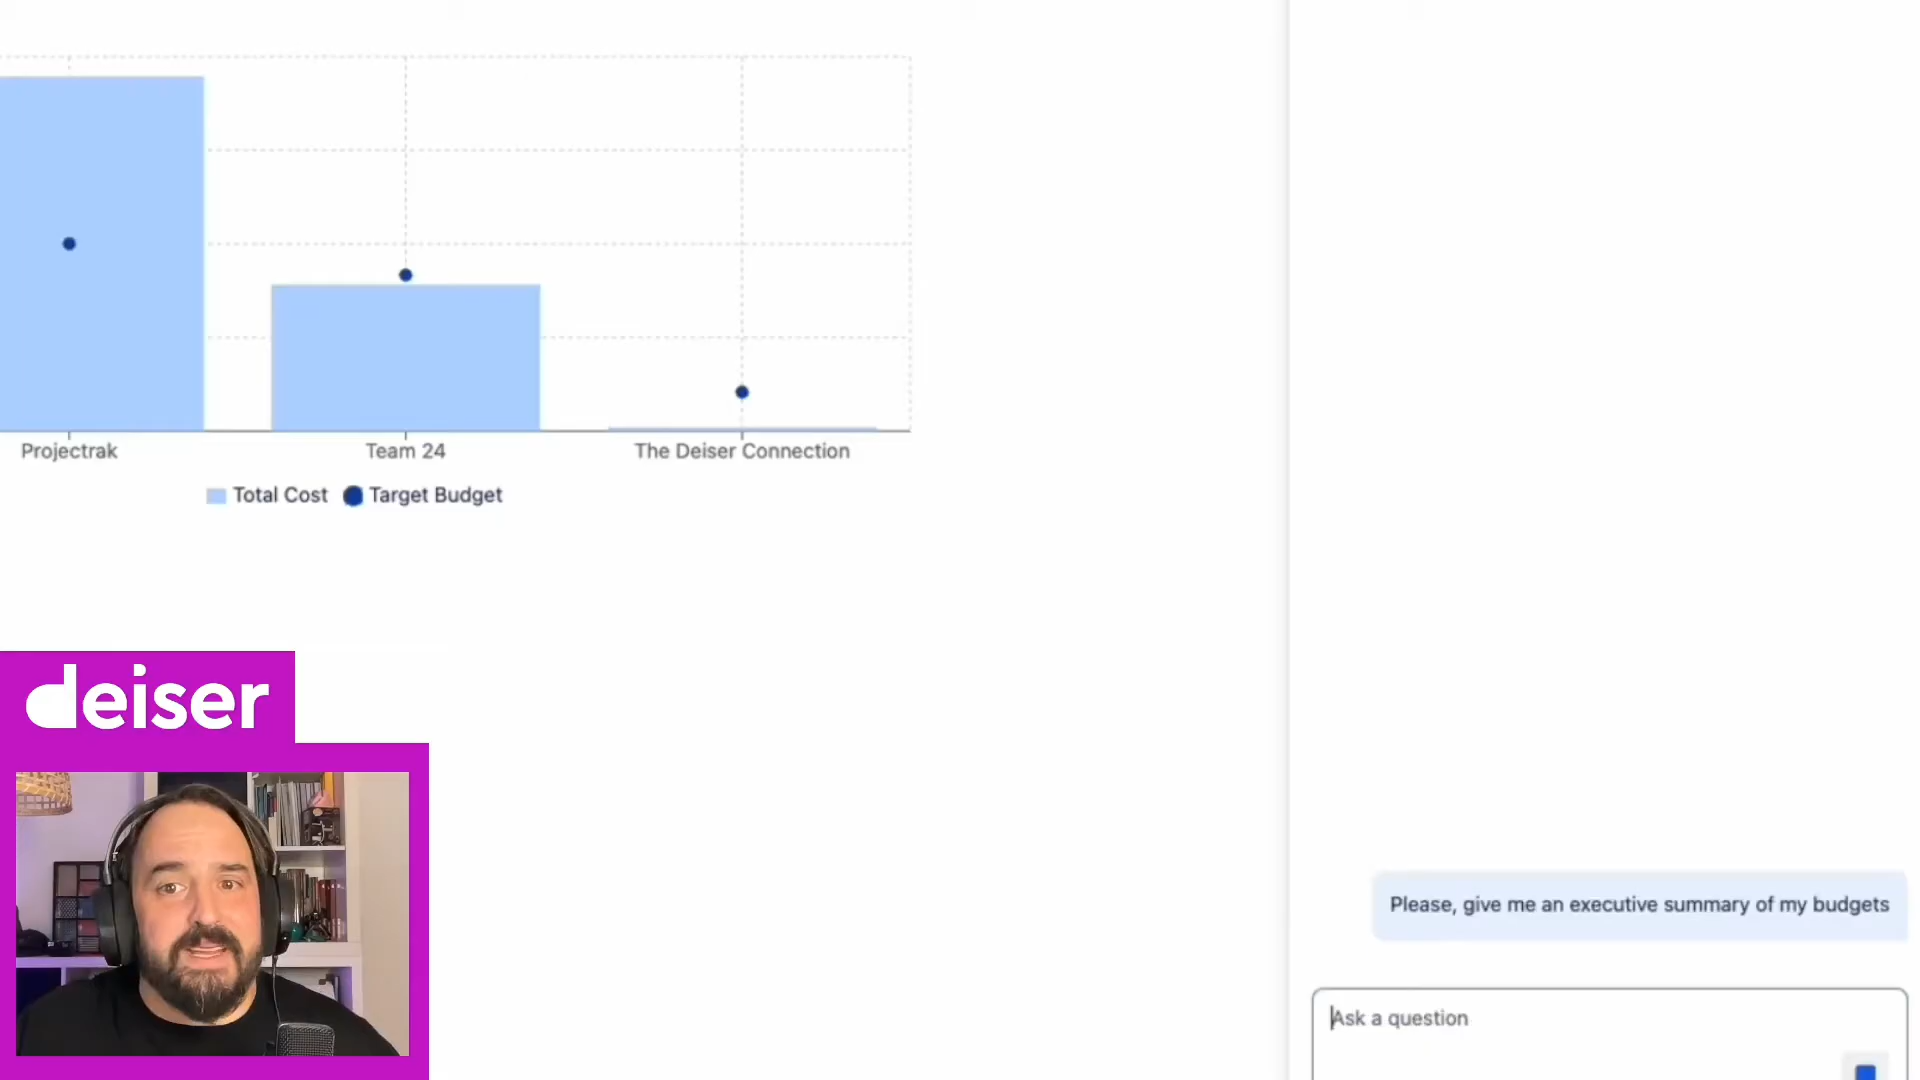 Projectrak
Team 24
The Deiser Connection
Total Cost
Target Budget
deiser
Please, give me an executive summary of my budgets
Ask a question